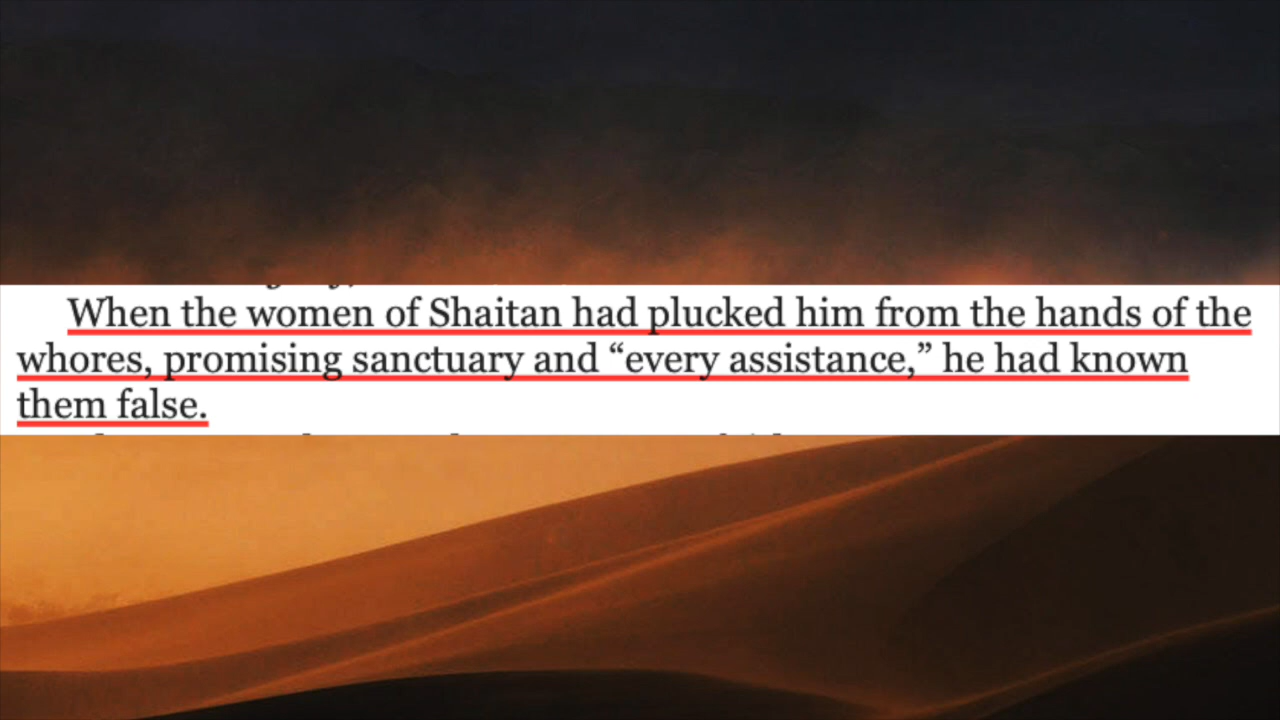 When the women of Shaitan had plucked him from the hands of the
whores, promising sanctuary and “every assistance,” he had known
them false.